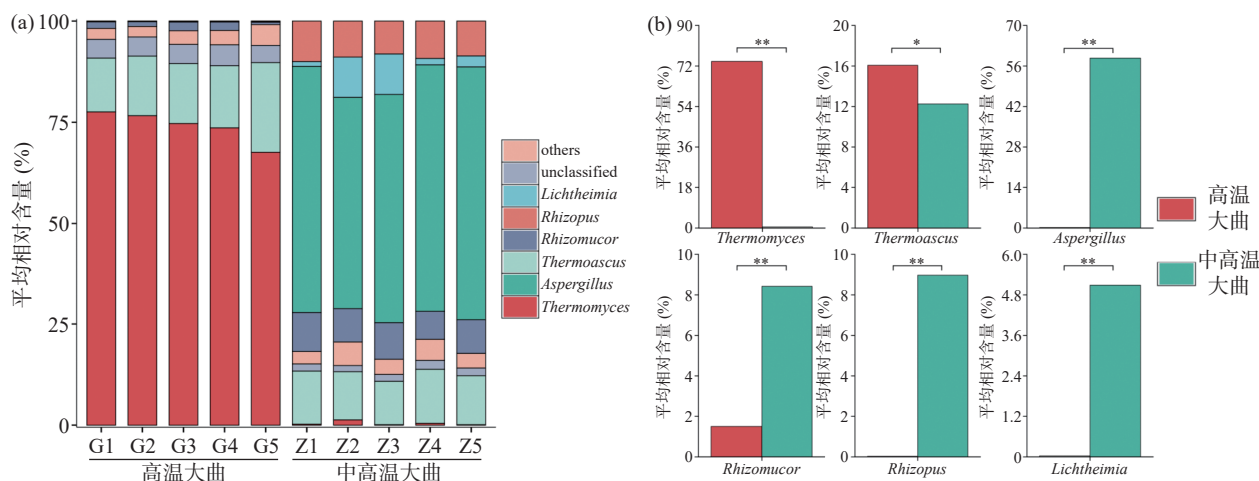 (a)
100
75
50
25
0
平均相对含量 (%)
G1 G2 G3 G4 G5 Z1 Z2 Z3 Z4 Z5
高温大曲 中高温大曲
others
unclassified
Lichtheimia
Rhizopus
Rhizomucor
Thermoascus
Aspergillus
Thermomyces
(b)
90
72
54
36
18
0
平均相对含量 (%)
**
Thermomyces
20
16
12
8
4
0
平均相对含量 (%)
*
Thermoascus
70
56
42
28
14
0
平均相对含量 (%)
**
Aspergillus
10
8
6
4
2
0
平均相对含量 (%)
**
Rhizomucor
10
8
6
4
2
0
平均相对含量 (%)
**
Rhizopus
6.0
4.8
3.6
2.4
1.2
0
平均相对含量 (%)
**
Lichtheimia
高温
大曲
中高温
大曲